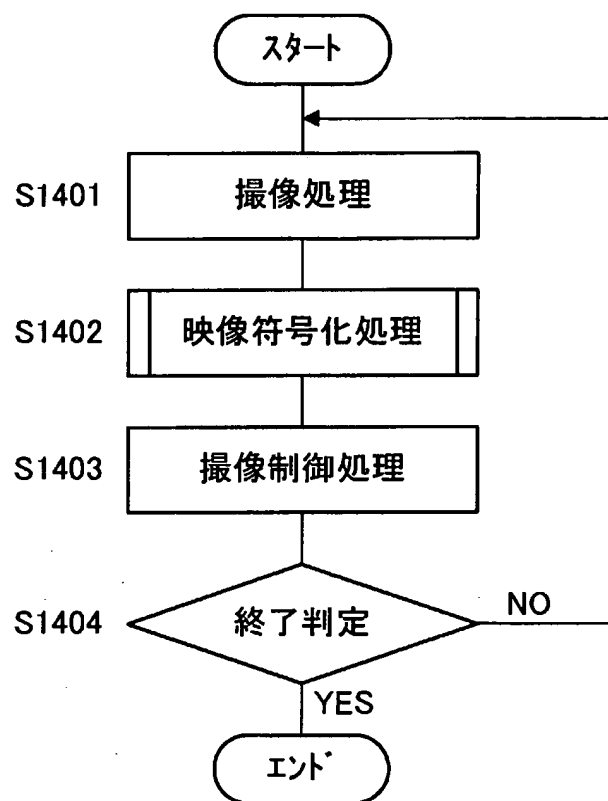 スタート
S1401
撮像処理
S1402
映像符号化処理
S1403
撮像制御処理
S1404
終了判定
NO
YES
エンド